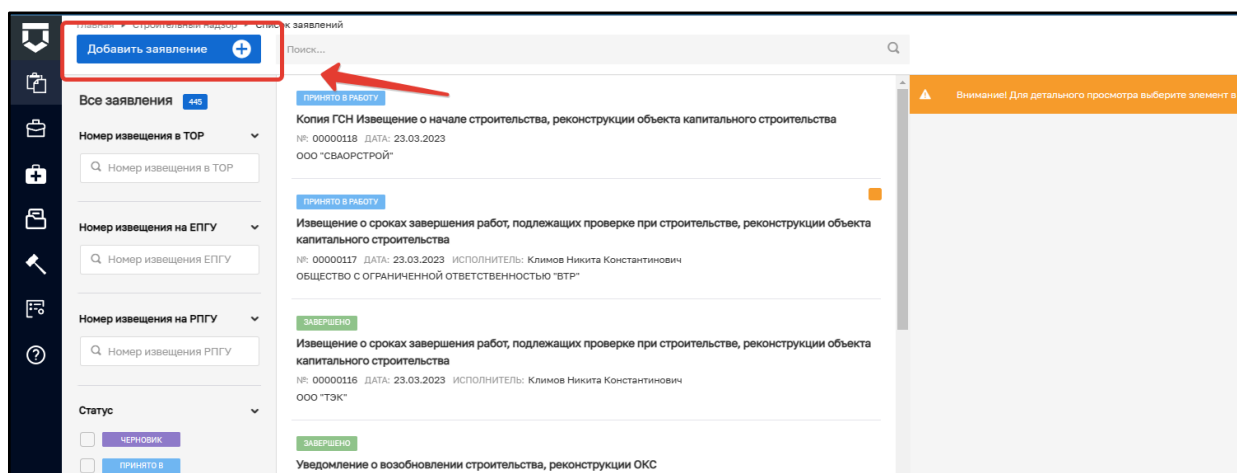 Главная > Строительный надзор > Список заявлений
Добавить заявление
Поиск...
Все заявления 445
Номер извещения в ТОР
Номер извещения в ТОР
Номер извещения на ЕПГУ
Номер извещения ЕПГУ
Номер извещения на РПГУ
Номер извещения РПГУ
Статус
ЧЕРНОВИК
ПРИНЯТО В
ПРИНЯТО В РАБОТУ
Копия ГСН Извещение о начале строительства, реконструкции объекта капитального строительства
№: 00000118 ДАТА: 23.03.2023
ООО "СВАОРСТРОЙ"
ПРИНЯТО В РАБОТУ
Извещение о сроках завершения работ, подлежащих проверке при строительстве, реконструкции объекта
капитального строительства
№: 00000117 ДАТА: 23.03.2023 ИСПОЛНИТЕЛЬ: Климов Никита Константинович
ОБЩЕСТВО С ОГРАНИЧЕННОЙ ОТВЕТСТВЕННОСТЬЮ "ВТР"
ЗАВЕРШЕНО
Извещение о сроках завершения работ, подлежащих проверке при строительстве, реконструкции объекта
капитального строительства
№: 00000116 ДАТА: 23.03.2023 ИСПОЛНИТЕЛЬ: Климов Никита Константинович
ООО "ТЭК"
ЗАВЕРШЕНО
Уведомление о возобновлении строительства, реконструкции ОКС
Внимание! Для детального просмотра выберите элемент в